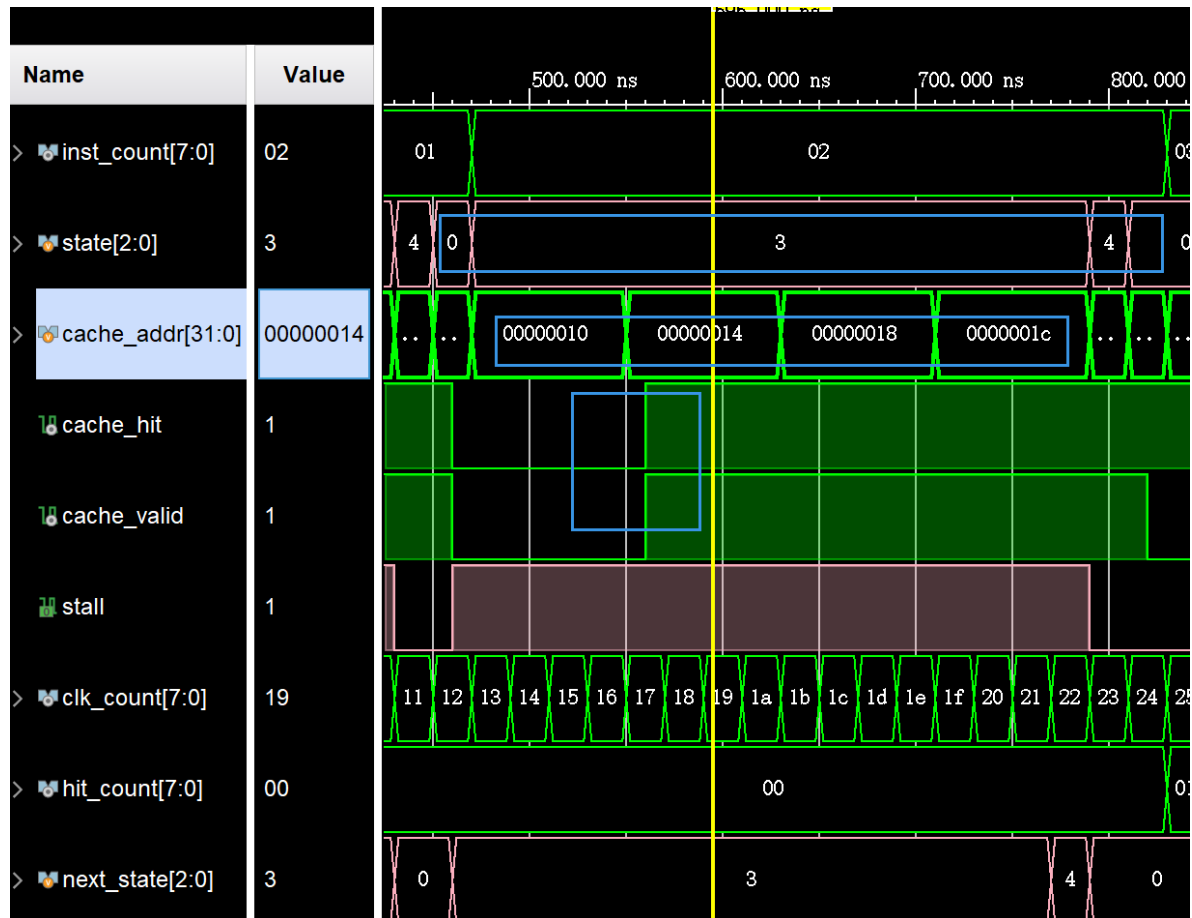 Name Value
500.000 ns 600.000 ns 700.000 ns 800.000
inst_count[7:0] 02 01 02
state[2:0] 3 4 0 3 4 0
cache_addr[31:0] 00000014 .. .. 00000010 00000014 00000018 0000001c .. .. ..
cache_hit 1
cache_valid 1
stall 1
clk_count[7:0] 19 11 12 13 14 15 16 17 18 19 1a 1b 1c 1d 1e 1f 20 21 22 23 24 25
hit_count[7:0] 00 00 01
next_state[2:0] 3 0 3 4 0